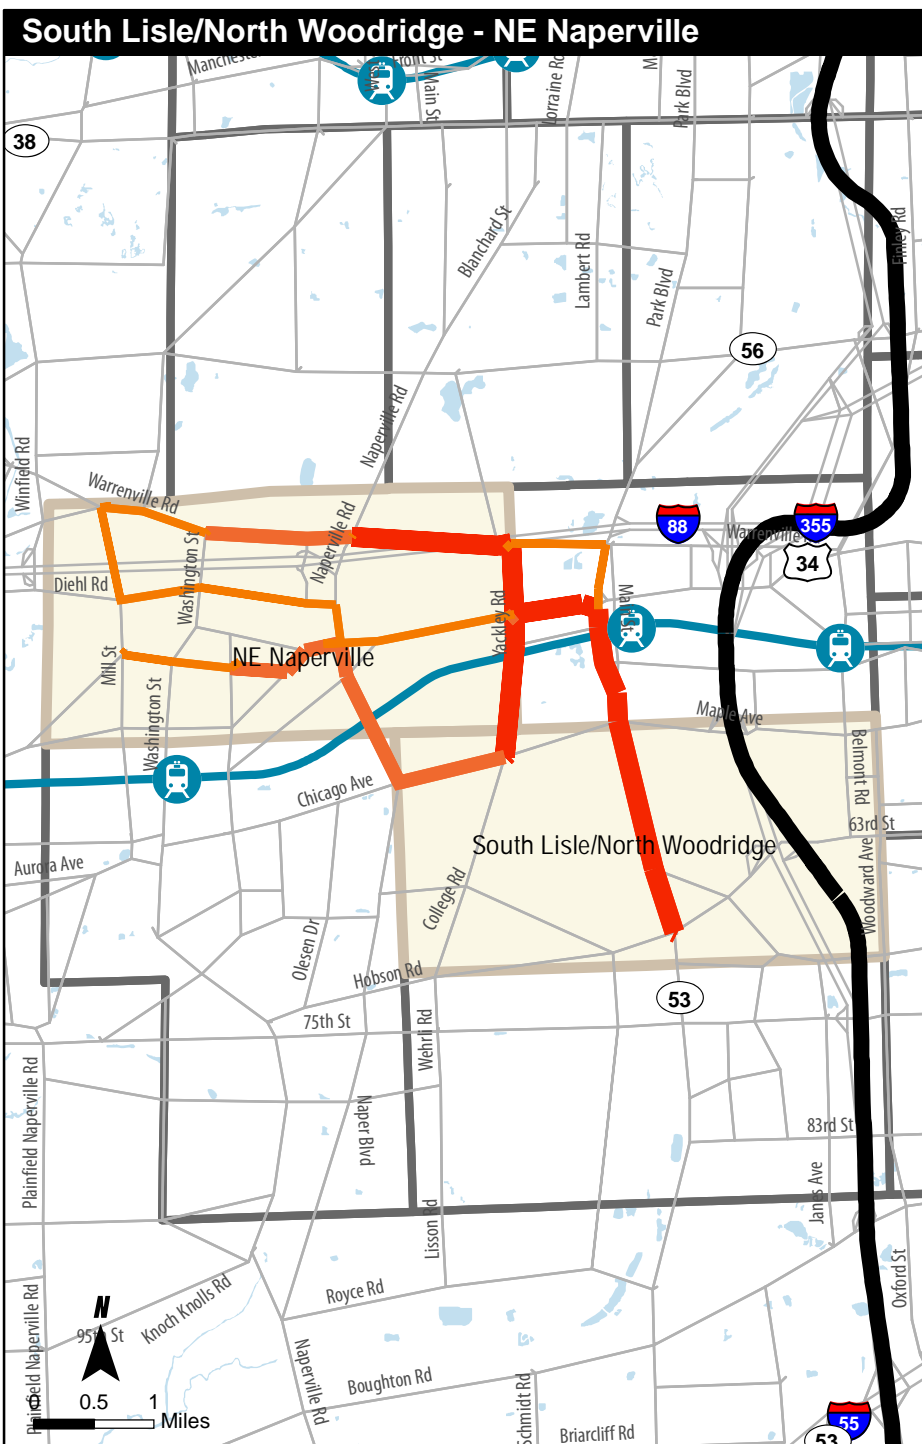 South Lisle/North Woodridge - NE Naperville
Front St
Main St
West
Lorraine Rd
Park Blvd
38
Finley Rd
Blanchard St
Lambert Rd
Park Blvd
56
Naperville Rd
Winfield Rd
Warrenville Rd
Naperville Rd
88
355
34
Washington St
Diehl Rd
Yackley Rd
Main St
Mill St
NE Naperville
Washington St
Maple Ave
Belmont Rd
Chicago Ave
63rd St
South Lisle/North Woodridge
Aurora Ave
Woodward Ave
College Rd
Olesen Dr
Hobson Rd
53
75th St
Wehrli Rd
Plainfield Naperville Rd
Naper Blvd
83rd St
Janes Ave
Lisson Rd
Oxford St
Royce Rd
Knoch Knolls Rd
N
95th St
Plainfield Naperville Rd
Naperville Rd
Boughton Rd
Schmidt Rd
0 0.5 1
Miles
Briarcliff Rd
55
53